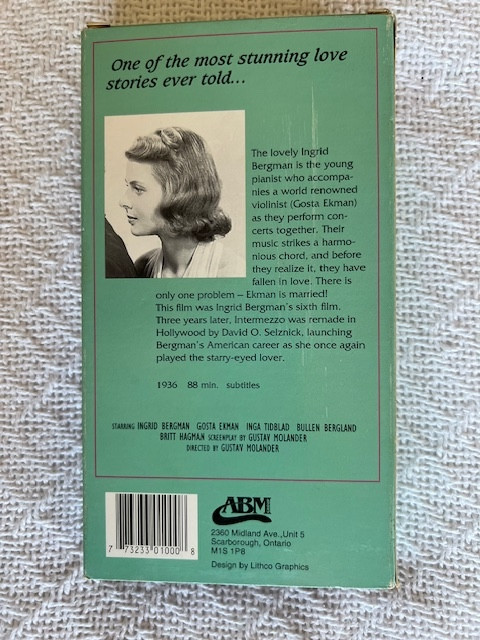 One of the most stunning love
stories ever told...
The lovely Ingrid
Bergman is the young
pianist who accompa-
nies a world renowned
violinist (Gosta Ekman)
as they perform con-
certs together. Their
music strikes a harmo-
nious chord, and before
they realize it, they have
fallen in love. There is
only one problem – Ekman is married!
This film was Ingrid Bergman's sixth film.
Three years later, Intermezzo was remade in
Hollywood by David O. Selznick, launching
Bergman's American career as she once again
played the starry-eyed lover.
1936 88 min. subtitles
STARRING INGRID BERGMAN GOSTA EKMAN INGA TIDBLAD BULLEN BERGLAND
BRITT HAGMAN SCREENPLAY BY GUSTAV MOLANDER
DIRECTED BY GUSTAV MOLANDER
ABM
2360 Midland Ave.,Unit 5
Scarborough, Ontario
M1S 1P8
Design by Lithco Graphics
7 73233 01000 8